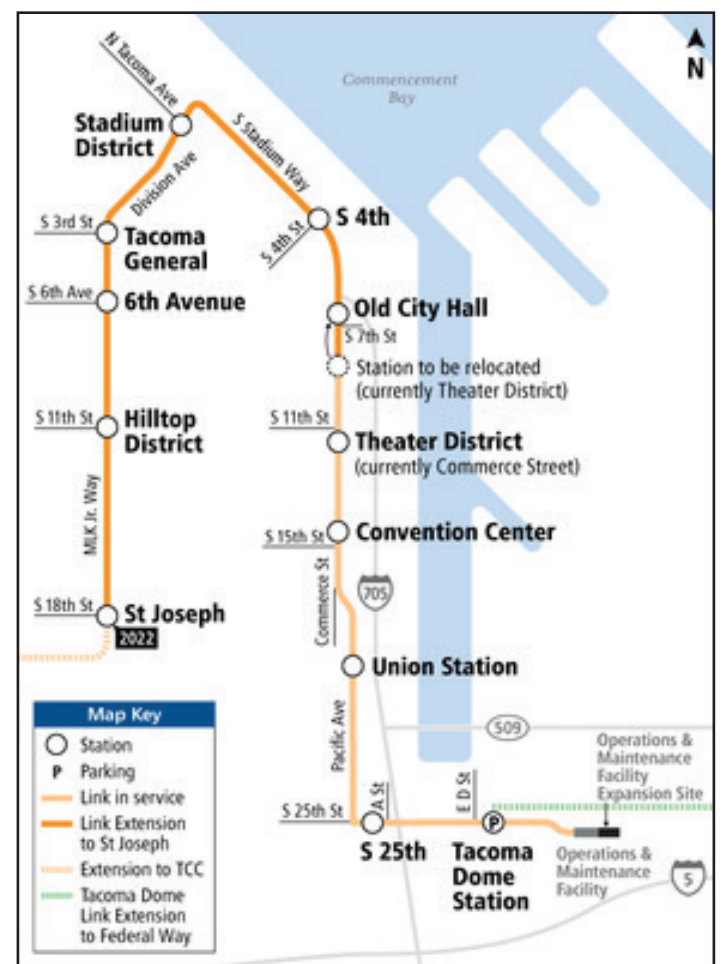 N Tacoma Ave
Commencement
Bay
N
Stadium
District
S Stadium Way
Division Ave
S 3rd St
Tacoma
General
S 4th St
S 4th
S 6th Ave
6th Avenue
Old City Hall
S 7th St
Station to be relocated
(currently Theater District)
S 11th St
Hilltop
District
S 11th St
Theater District
(currently Commerce Street)
MLK Jr. Way
S 15th St
Convention Center
Commerce St
705
S 18th St
St Joseph
2022
Union Station
Pacific Ave
509
Operations &
Maintenance
Facility
Expansion Site
S 25th St
A St
E D St
P
S 25th
Tacoma
Dome
Station
Operations &
Maintenance
Facility
5
Map Key
Station
P Parking
Link in service
Link Extension
to St Joseph
Extension to TCC
Tacoma Dome
Link Extension
to Federal Way